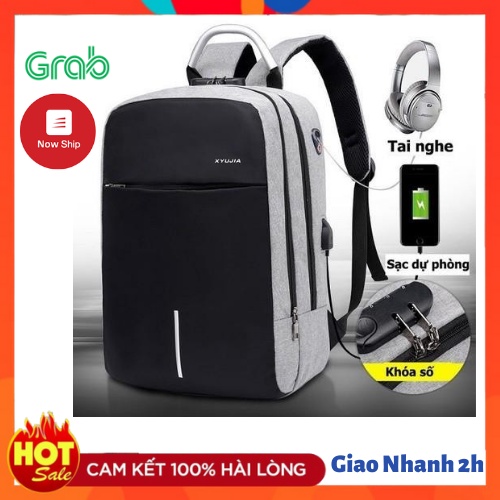 Grab
Now Ship
XYUJIA
Tai nghe
Sạc dự phòng
Khóa số
HOT
Sale
CAM KẾT 100% HÀI LÒNG
Giao Nhanh 2h